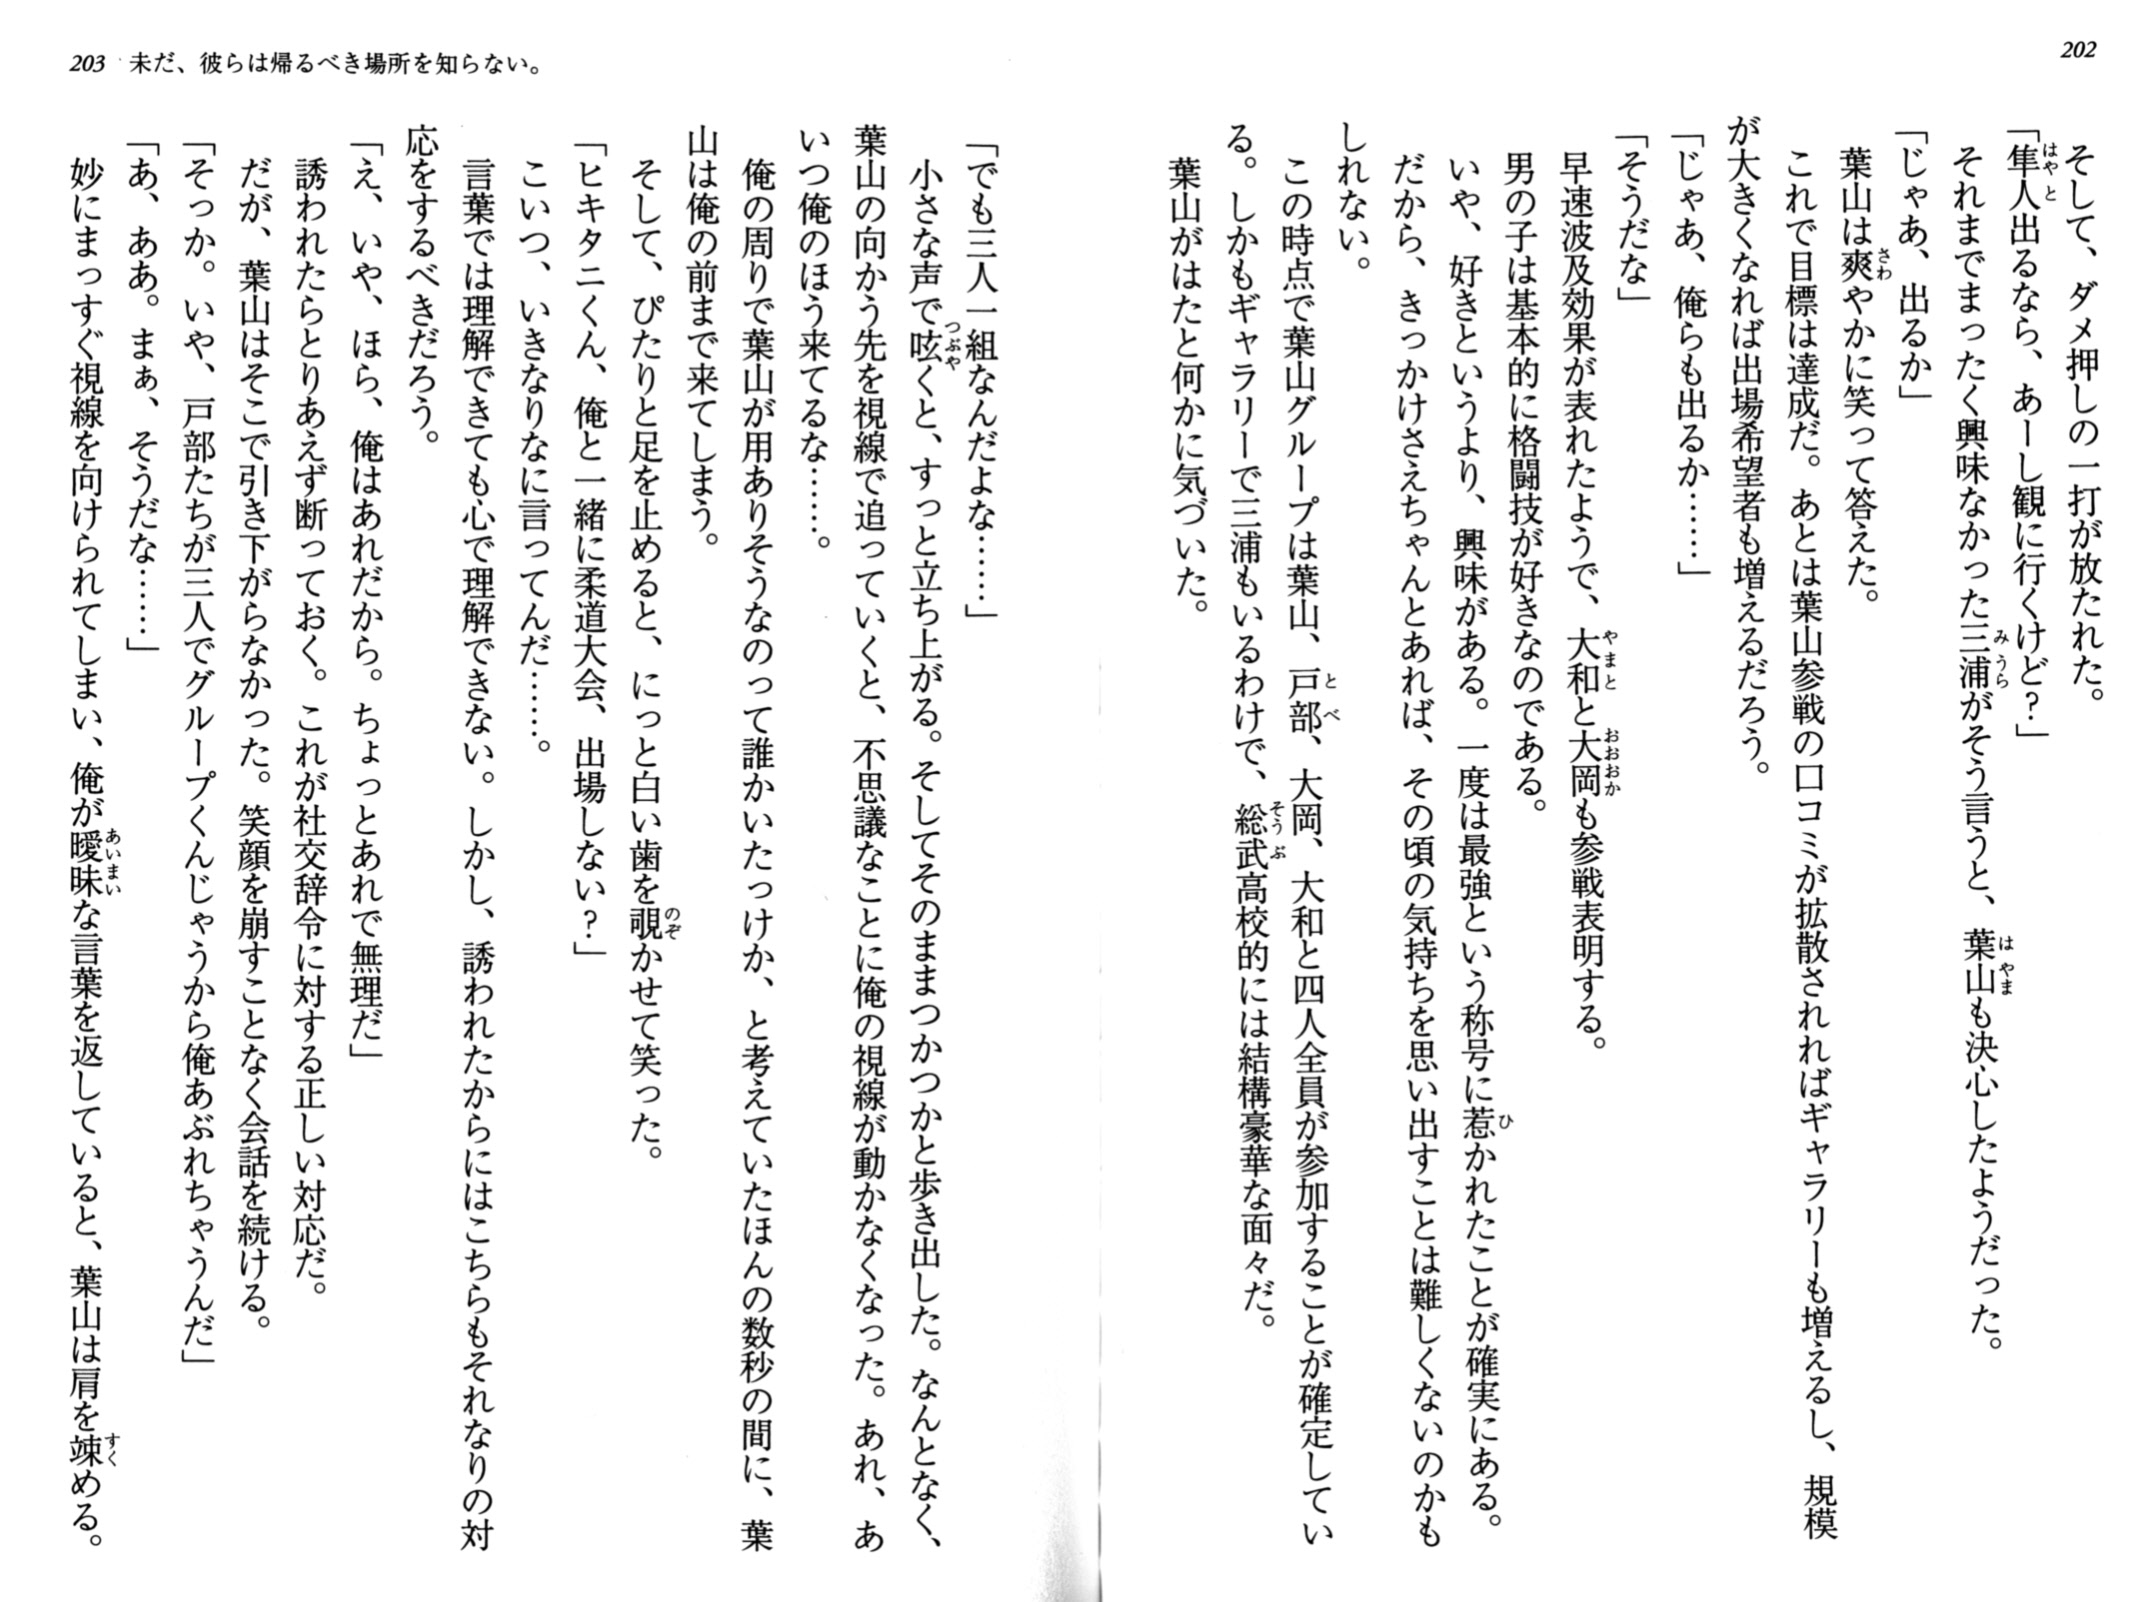 202
そして、ダメ押しの一打が放たれた。
「隼人出るなら、あーし観に行くけど？」
それまでまったく興味なかった三浦がそう言うと、葉山も決心したようだった。
「じゃあ、出るか」
葉山は爽やかに笑って答えた。
これで目標は達成だ。あとは葉山参戦の口コミが拡散されればギャラリーも増えるし、規模
が大きくなれば出場希望者も増えるだろう。
「じゃあ、俺らも出るか……」
「そうだな」
早速波及効果が表れたようで、大和と大岡も参戦表明する。
男の子は基本的に格闘技が好きなのである。
いや、好きというより、興味がある。一度は最強という称号に惹かれたことが確実にある。
だから、きっかけさえちゃんとあれば、その頃の気持ちを思い出すことは難しくないのかも
しれない。
この時点で葉山グループは葉山、戸部、大岡、大和と四人全員が参加することが確定してい
る。しかもギャラリーで三浦もいるわけで、総武高校的には結構豪華な面々だ。
葉山がはたと何かに気づいた。
203 未だ、彼らは帰るべき場所を知らない。
「でも三人一組なんだよな……」
小さな声で呟くと、すっと立ち上がる。そしてそのままつかつかと歩き出した。なんとなく、
葉山の向かう先を視線で追っていくと、不思議なことに俺の視線が動かなくなった。あれ、あ
いつ俺のほう来てるな……。
俺の周りで葉山が用ありそうなのって誰かいたっけか、と考えていたほんの数秒の間に、葉
山は俺の前まで来てしまう。
そして、ぴたりと足を止めると、にっと白い歯を覗かせて笑った。
「ヒキタニくん、俺と一緒に柔道大会、出場しない？」
こいつ、いきなりなに言ってんだ……。
言葉では理解できても心で理解できない。しかし、誘われたからにはこちらもそれなりの対
応をするべきだろう。
「え、いや、ほら、俺はあれだから。ちょっとあれで無理だ」
誘われたらとりあえず断っておく。これが社交辞令に対する正しい対応だ。
だが、葉山はそこで引き下がらなかった。笑顔を崩すことなく会話を続ける。
「そっか。いや、戸部たちが三人でグループくんじゃうから俺あぶれちゃうんだ」
「あ、ああ。まぁ、そうだな……」
妙にまっすぐ視線を向けられてしまい、俺が曖昧な言葉を返していると、葉山は肩を竦める。